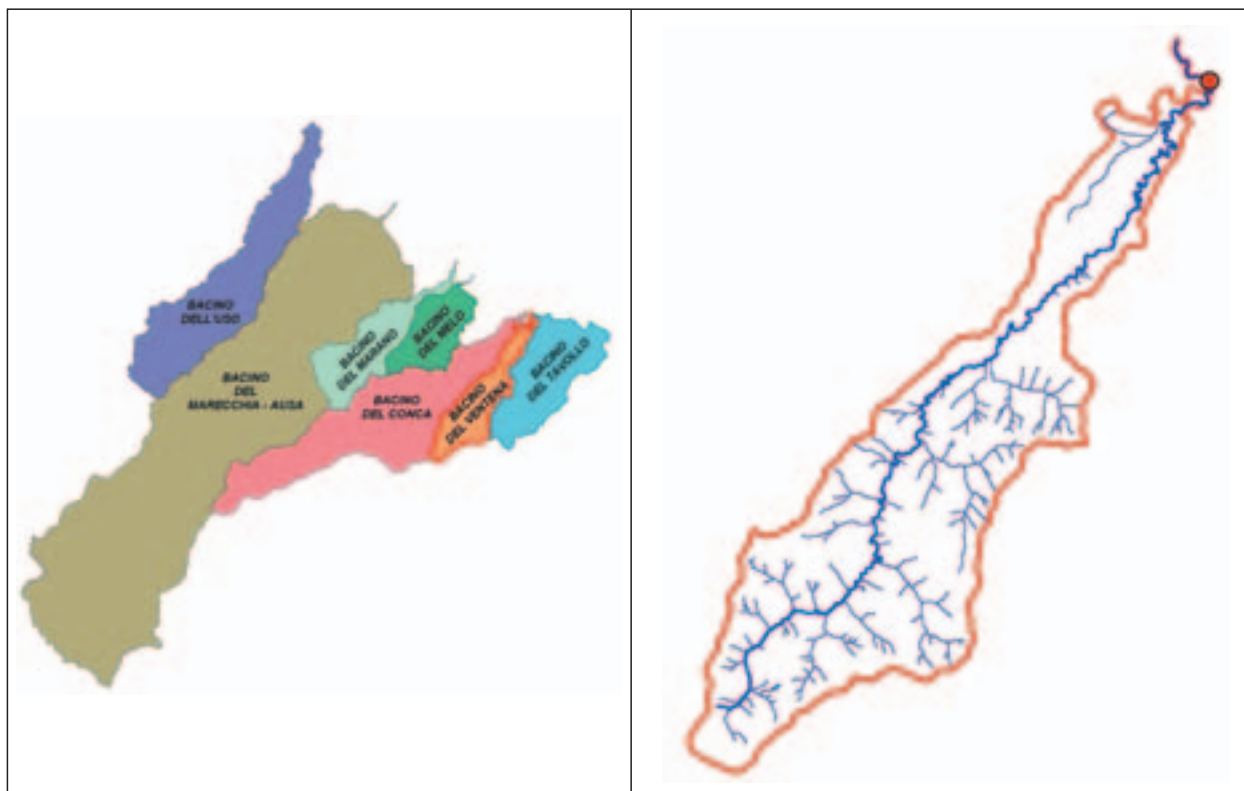 BACINO
DELL'USO
BACINO
DEL
MARECCHIA - AUSA
BACINO
DEL MARANO
BACINO
DEL MELO
BACINO
DEL CONCA
BACINO
DEL VENTENA
BACINO
DEL TAVOLLO